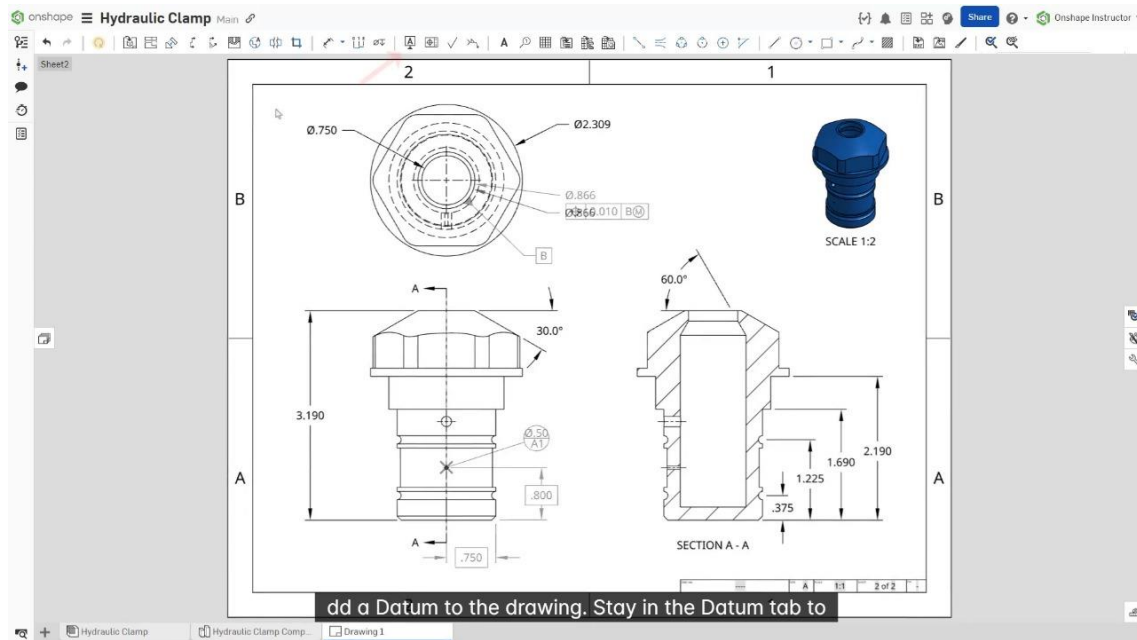 onshape Hydraulic Clamp Main
Share
Onshape Instructor
Sheet2
2
1
Ø.750
Ø2.309
Ø.866
Ø.866
.010 B Ⓜ
B
B
B
SCALE 1:2
A
60.0°
30.0°
3.190
Ø.50
A1
2.190
1.690
1.225
.800
.375
A
A
A
.750
SECTION A - A
A
1:1
2 of 2
dd a Datum to the drawing. Stay in the Datum tab to
Hydraulic Clamp
Hydraulic Clamp Comp...
Drawing 1